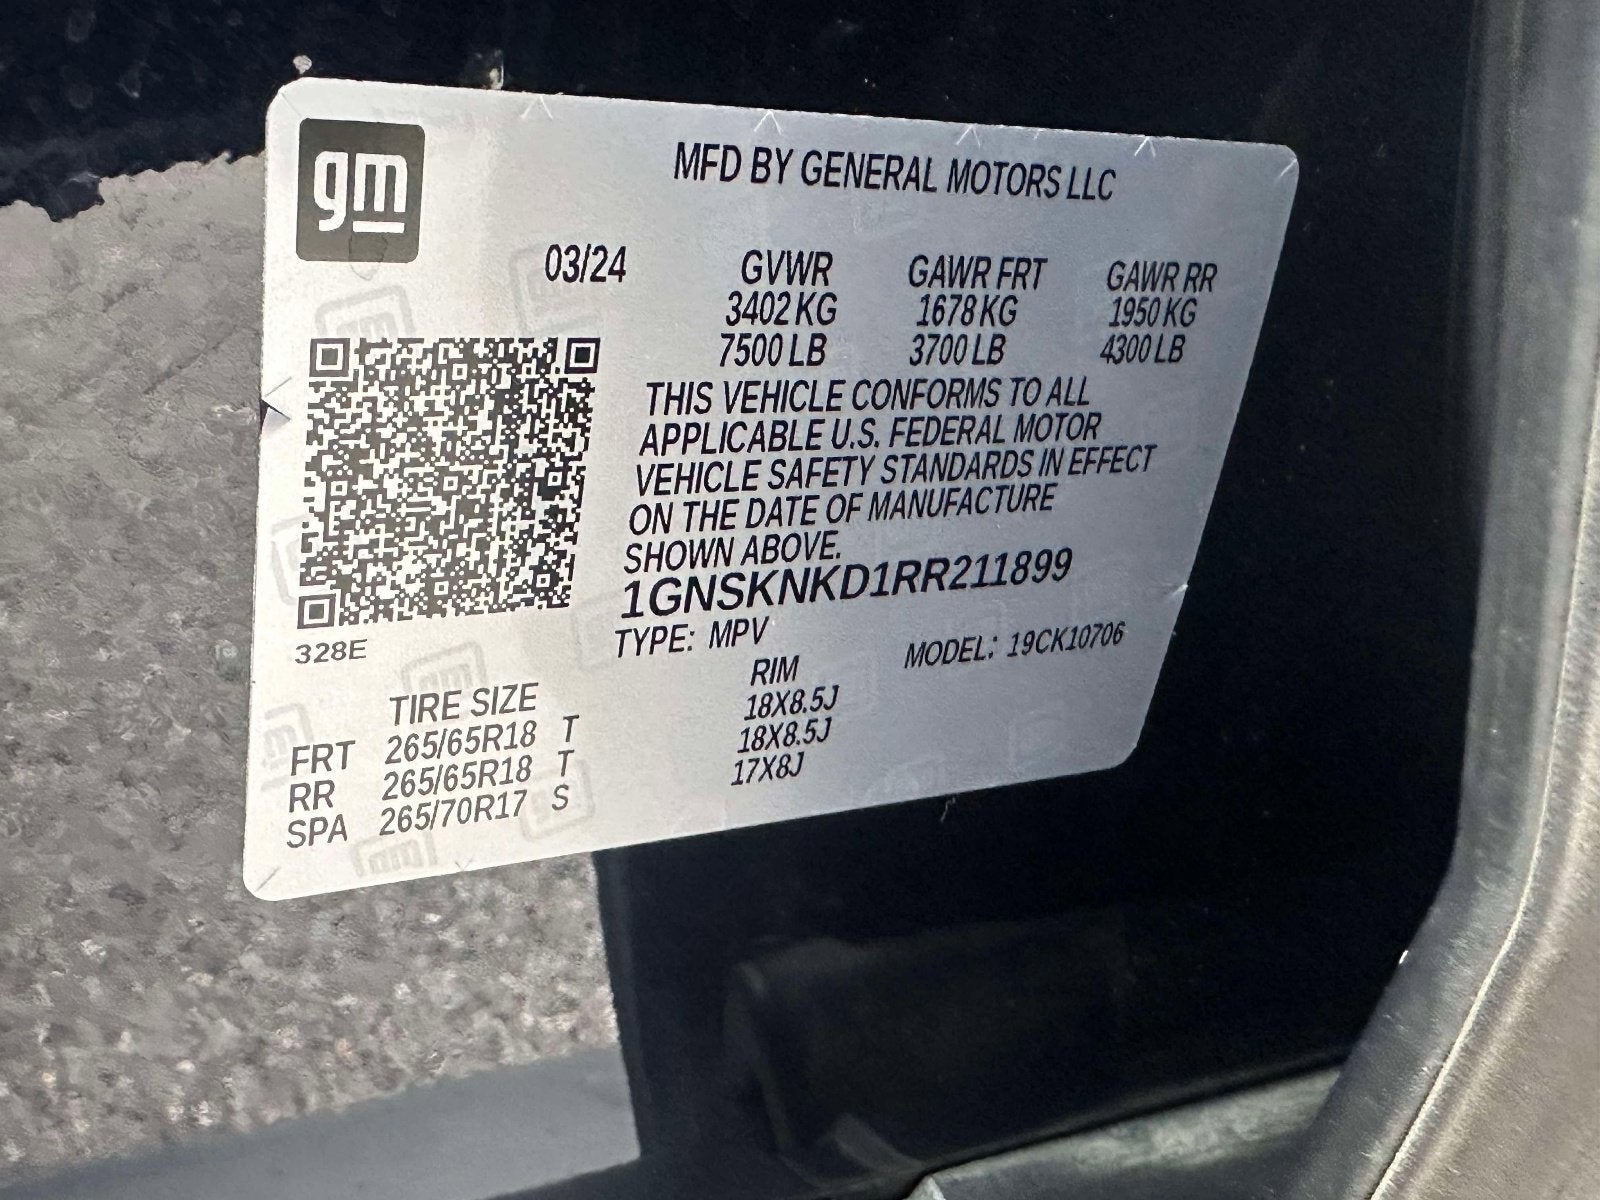 gm
MFD BY GENERAL MOTORS LLC
03/24 GVWR GAWR FRT GAWR RR
3402 KG 1678 KG 1950 KG
7500 LB 3700 LB 4300 LB
THIS VEHICLE CONFORMS TO ALL
APPLICABLE U.S. FEDERAL MOTOR
VEHICLE SAFETY STANDARDS IN EFFECT
ON THE DATE OF MANUFACTURE
SHOWN ABOVE.
1GNSKNKD1RR211899
328E
TYPE: MPV MODEL: 19CK10706
TIRE SIZE RIM
FRT 265/65R18 T 18X8.5J
RR 265/65R18 T 18X8.5J
SPA 265/70R17 S 17X8J